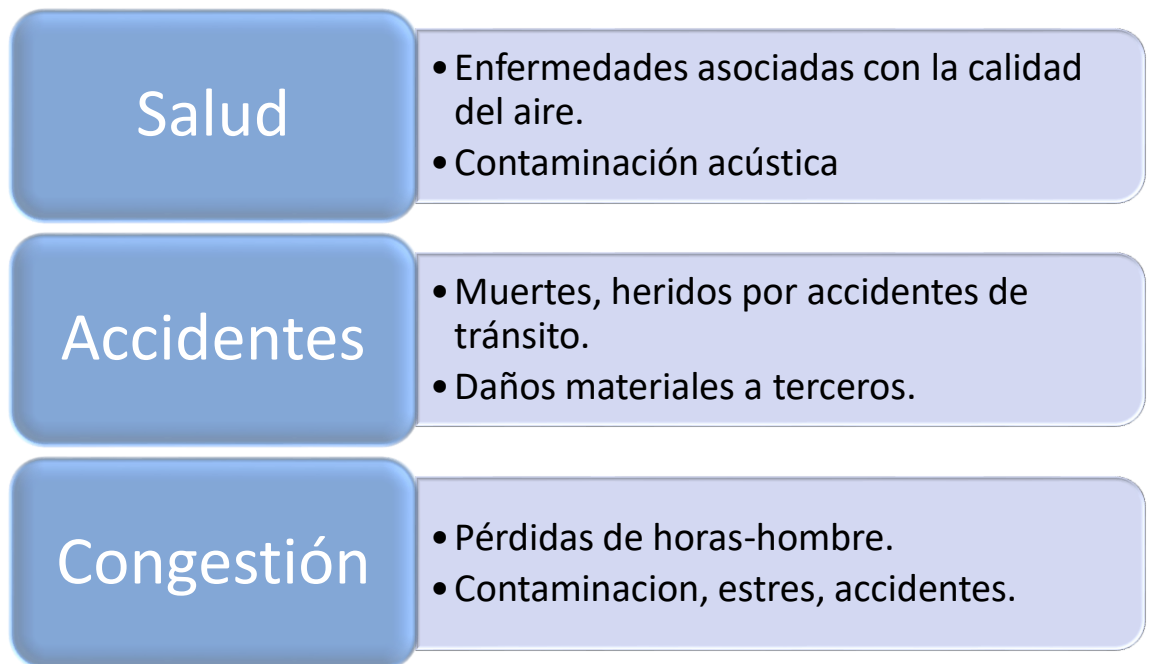 Salud
• Enfermedades asociadas con la calidad
del aire.
• Contaminación acústica
Accidentes
• Muertes, heridos por accidentes de
tránsito.
• Daños materiales a terceros.
Congestión
• Pérdidas de horas-hombre.
• Contaminacion, estres, accidentes.